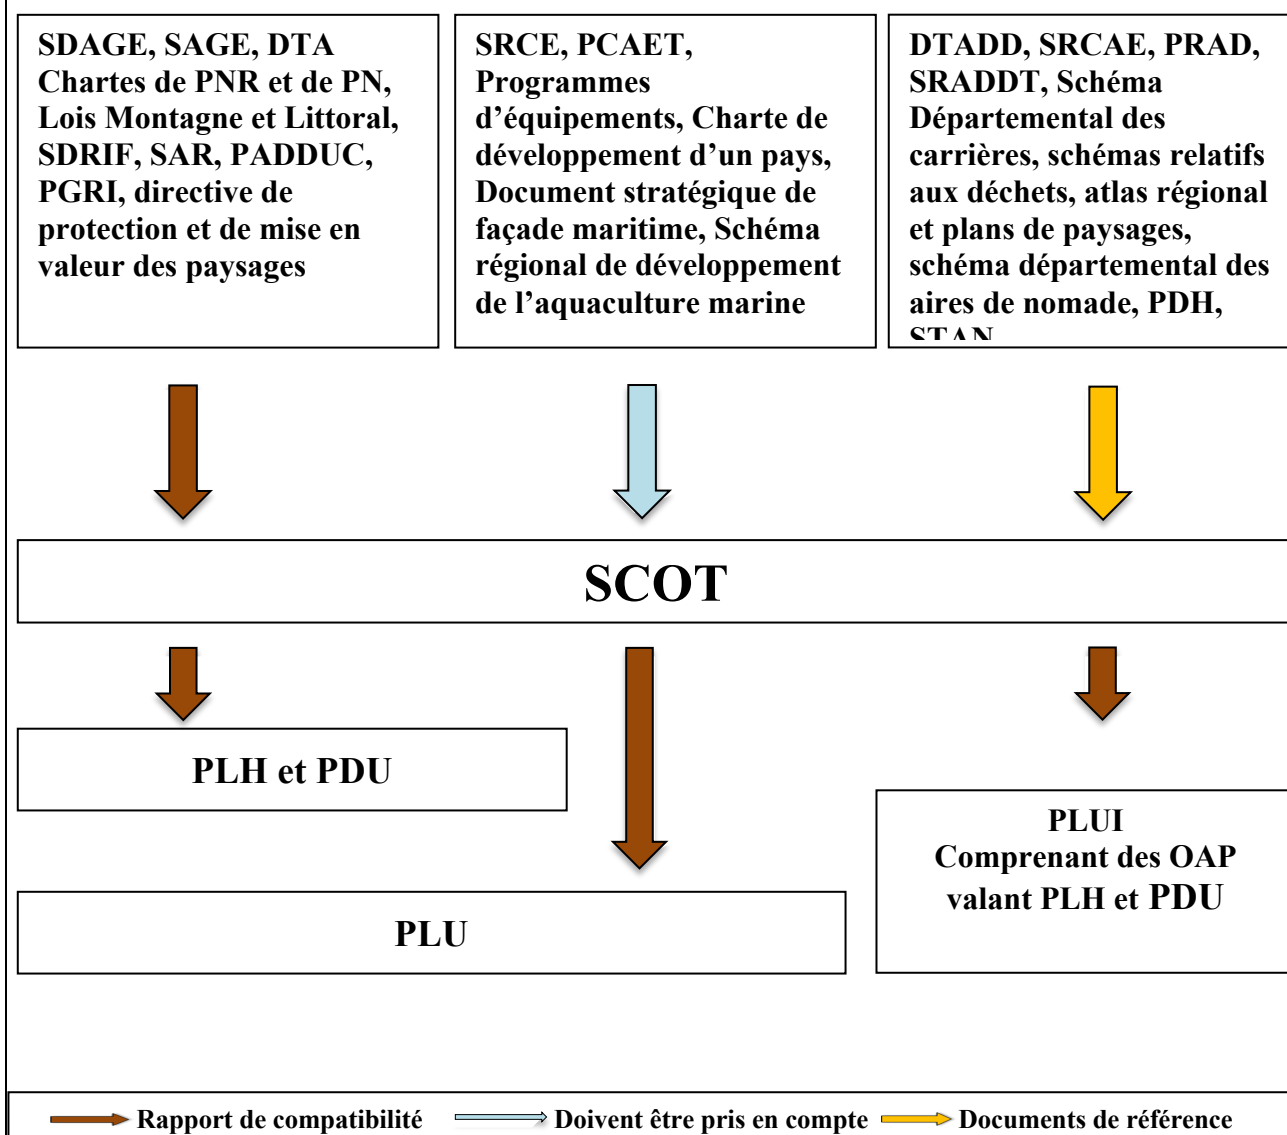 SDAGE, SAGE, DTA
Chartes de PNR et de PN,
Lois Montagne et Littoral,
SDRIF, SAR, PADDUC,
PGRI, directive de
protection et de mise en
valeur des paysages
SRCE, PCAET,
Programmes
d’équipements, Charte de
développement d’un pays,
Document stratégique de
façade maritime, Schéma
régional de développement
de l’aquaculture marine
DTADD, SRCAE, PRAD,
SRADDT, Schéma
Départemental des
carrières, schémas relatifs
aux déchets, atlas régional
et plans de paysages,
schéma départemental des
aires de nomade, PDH,
STAN
SCOT
PLH et PDU
PLUI
Comprenant des OAP
valant PLH et PDU
PLU
Rapport de compatibilité
Doivent être pris en compte
Documents de référence